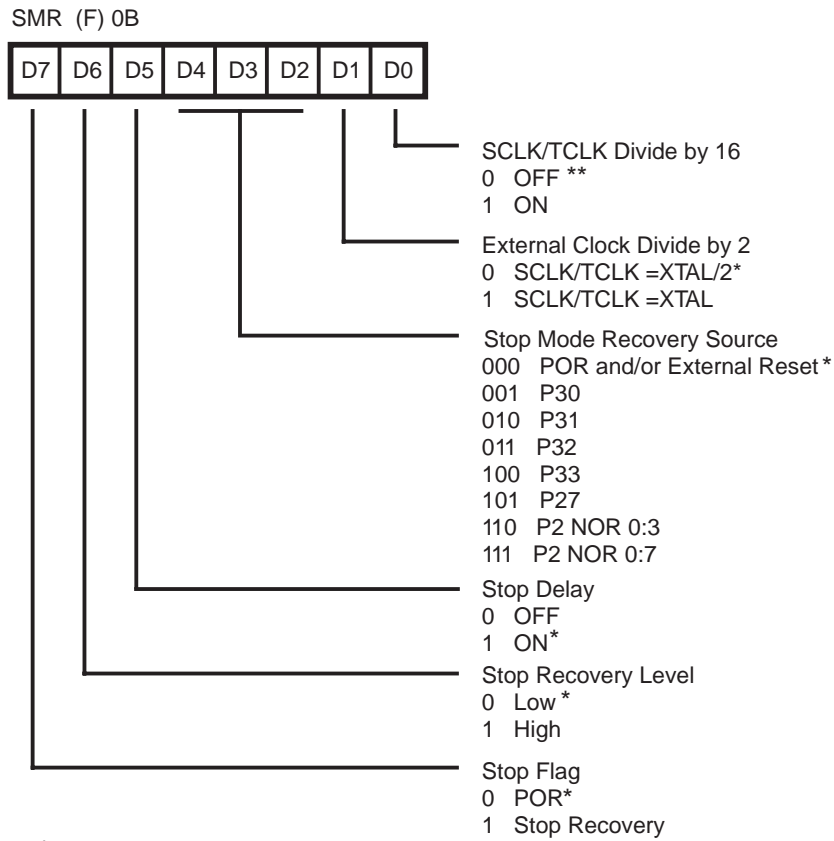 SMR (F) 0B
D7 D6 D5 D4 D3 D2 D1 D0
SCLK/TCLK Divide by 16
0 OFF **
1 ON
External Clock Divide by 2
0 SCLK/TCLK =XTAL/2*
1 SCLK/TCLK =XTAL
Stop Mode Recovery Source
000 POR and/or External Reset *
001 P30
010 P31
011 P32
100 P33
101 P27
110 P2 NOR 0:3
111 P2 NOR 0:7
Stop Delay
0 OFF
1 ON*
Stop Recovery Level
0 Low *
1 High
Stop Flag
0 POR*
1 Stop Recovery